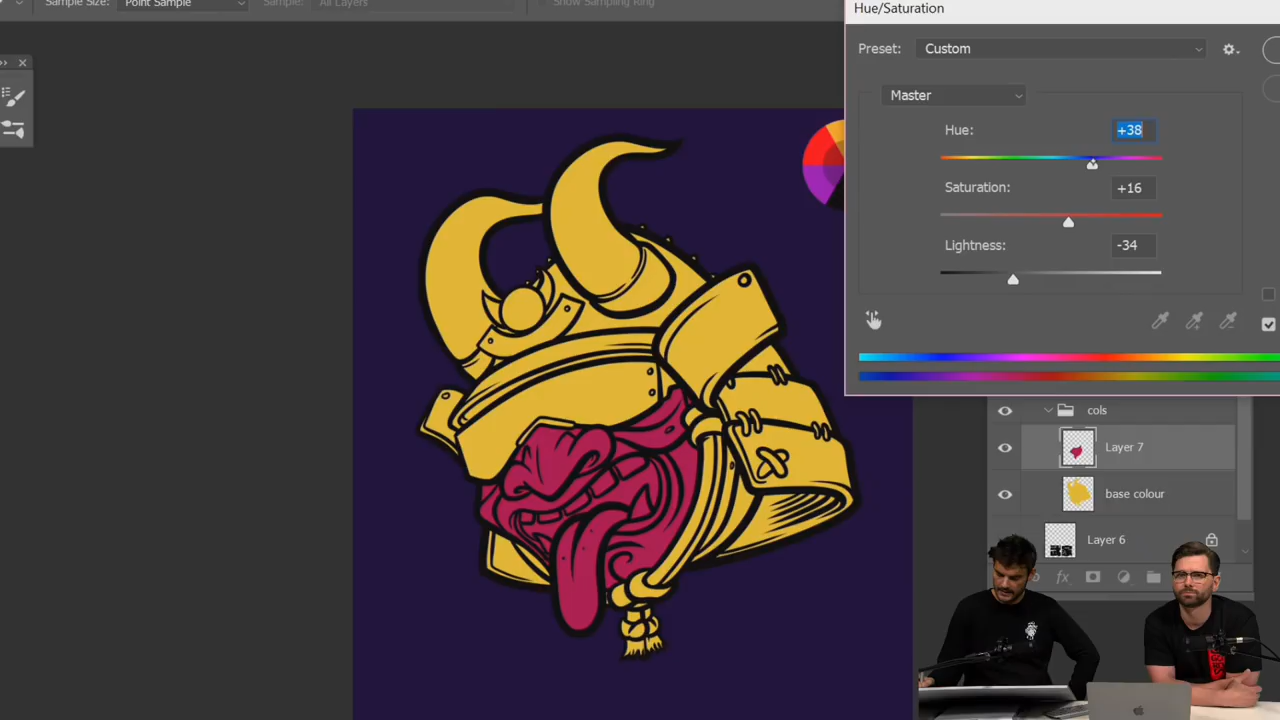 Sample Size: Point Sample Sample: All Layers Show Sampling Ring
Hue/Saturation
Preset: Custom
Master
Hue: +38
Saturation: +16
Lightness: -34
cols
Layer 7
base colour
Layer 6
fx